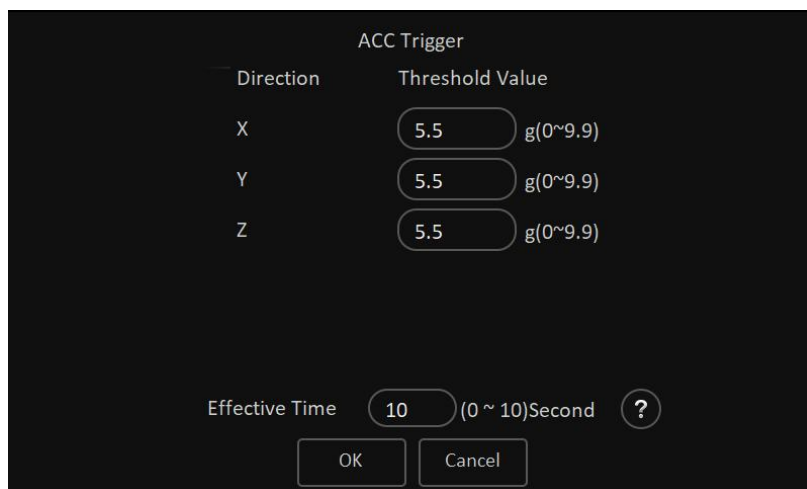 ACC Trigger
Direction Threshold Value
X 5.5 g(0~9.9)
Y 5.5 g(0~9.9)
Z 5.5 g(0~9.9)
Effective Time 10 (0 ~ 10)Second ?
OK Cancel